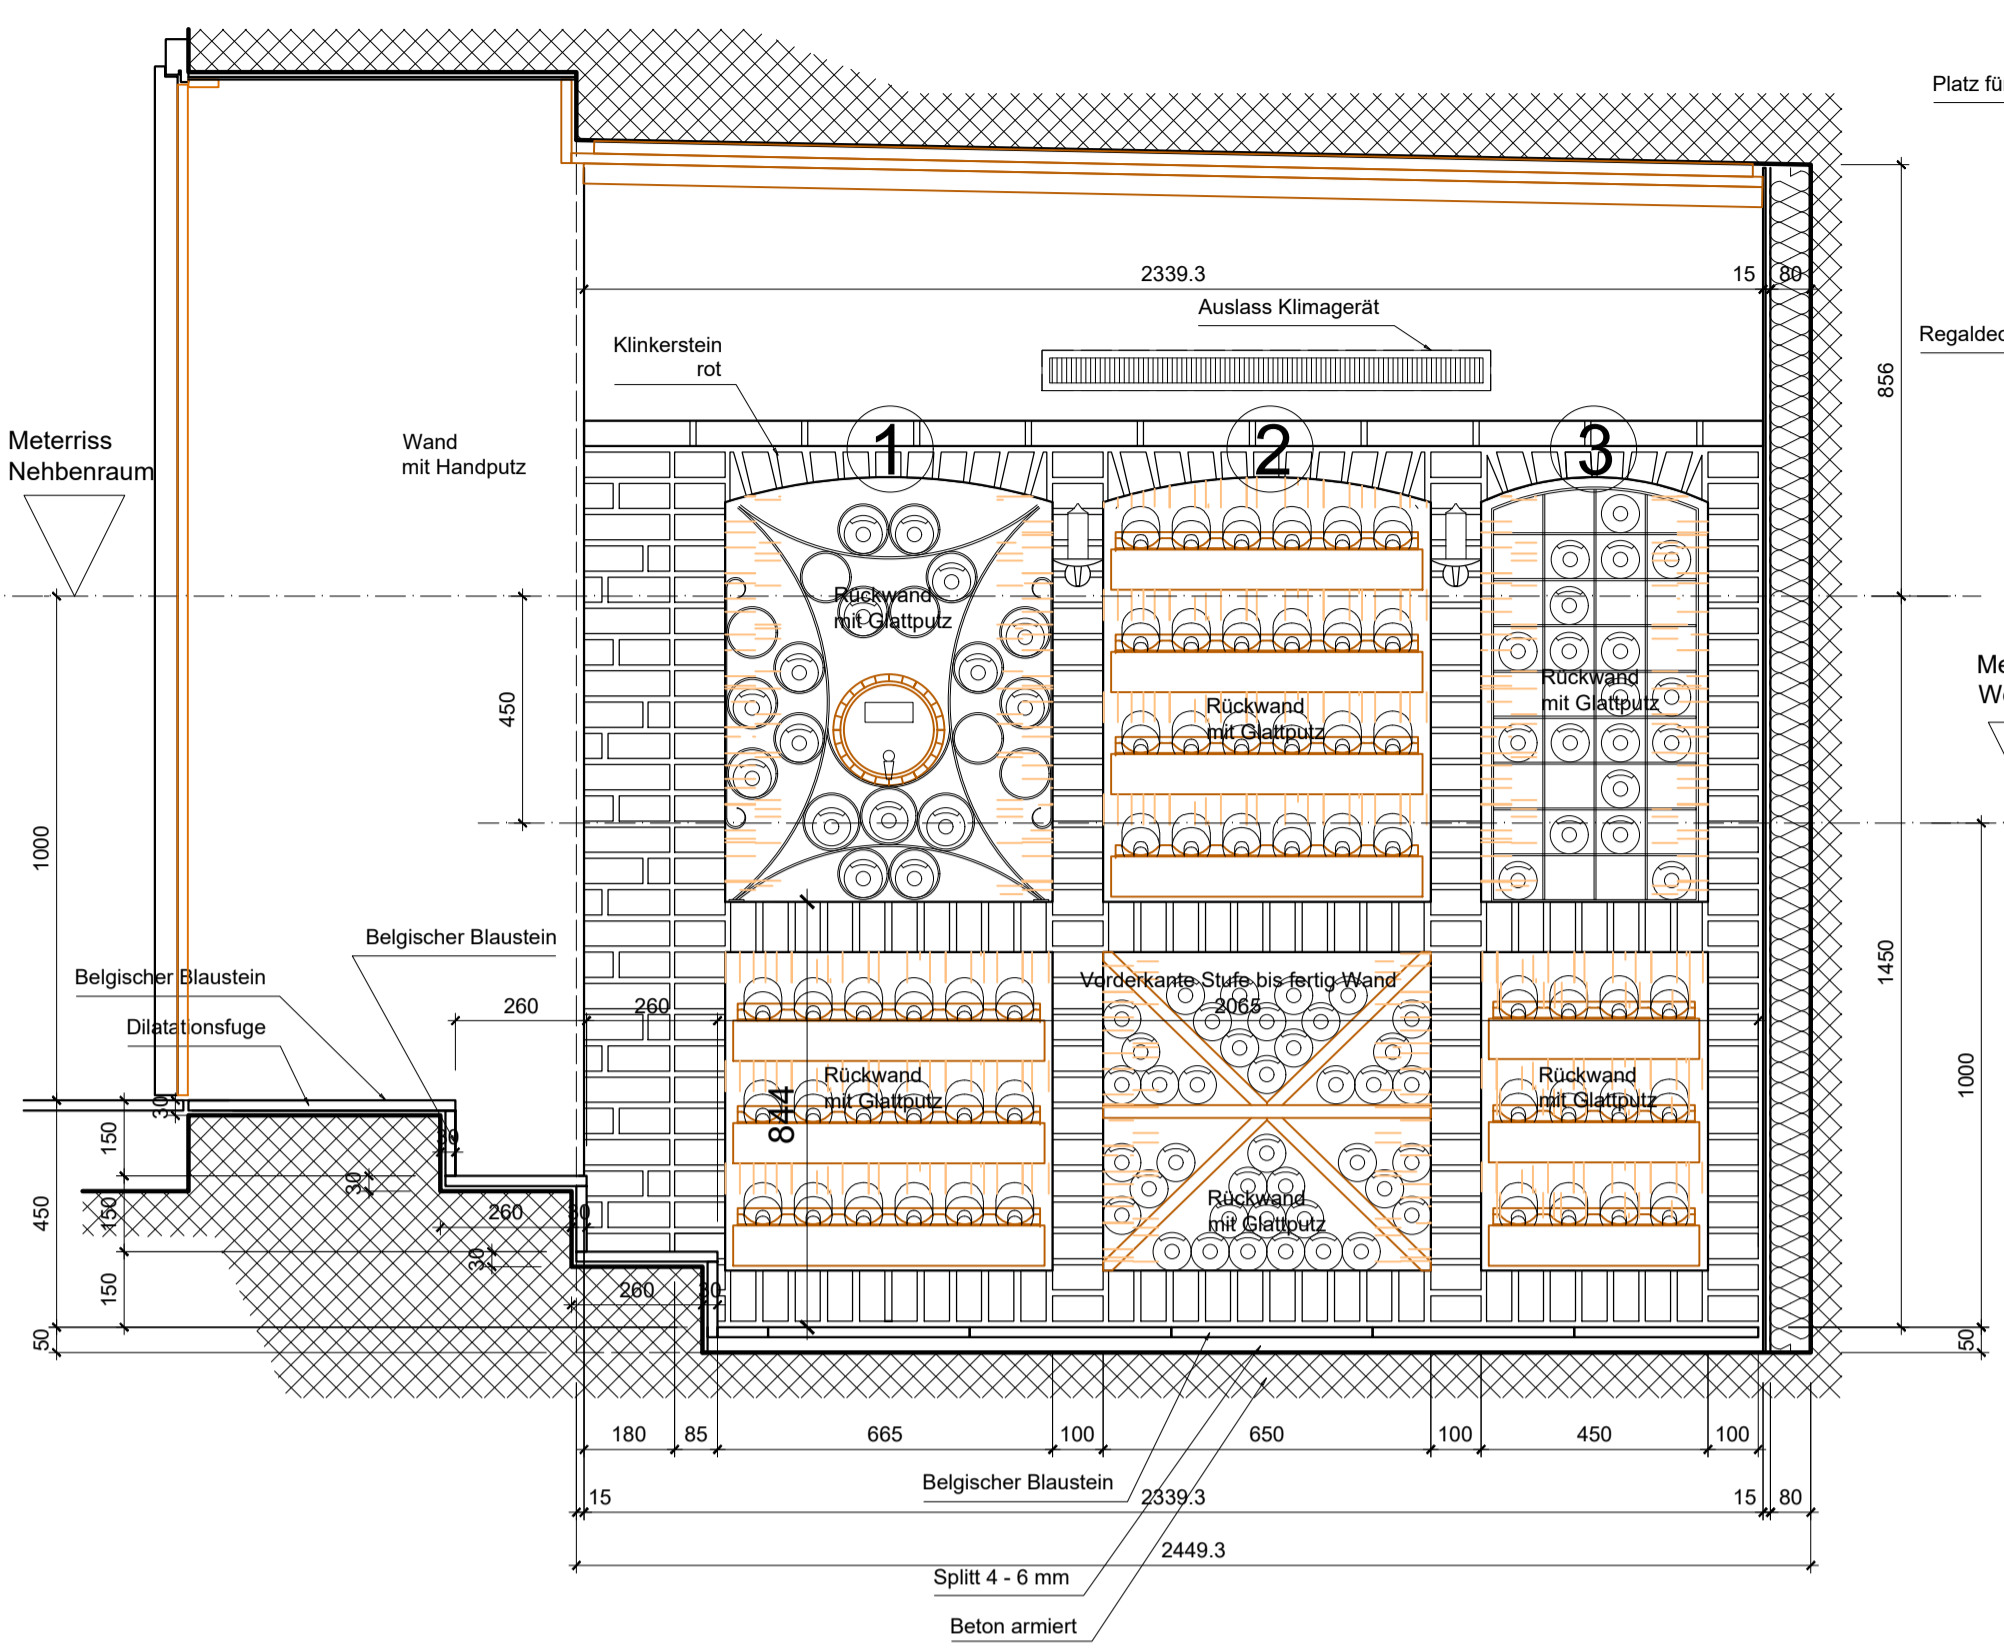 Platz für
2339.3
15
80
Auslass Klimagerät
Klinkerstein
rot
Regaldec
856
1
2
3
Meterriss
Nehbenraum
Wand
mit Handputz
Rückwand
mit Glattputz
Rückwand
mit Glattputz
Rückwand
mit Glattputz
450
1000
Belgischer Blaustein
Belgischer Blaustein
Dilatationsfuge
260
260
Vorderkante Stufe bis fertig Wand
2065
1450
1000
Rückwand
mit Glattputz
844
Rückwand
mit Glattputz
Rückwand
mit Glattputz
30
150
30
30
150
450
260
30
30
150
260
30
50
50
180
85
665
100
650
100
450
100
Belgischer Blaustein
15
2339.3
15
80
2449.3
Splitt 4 - 6 mm
Beton armiert